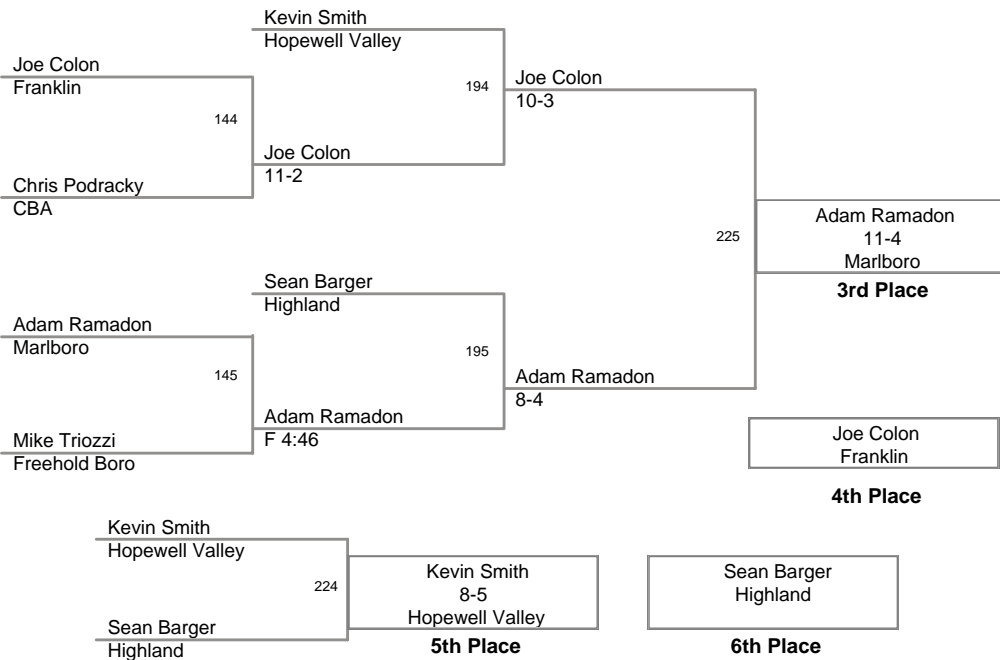 Kevin Smith
Hopewell Valley
Joe Colon
Franklin
194
Joe Colon
10-3
144
Joe Colon
11-2
Chris Podracky
CBA
225
Adam Ramadon
11-4
Marlboro
3rd Place
Sean Barger
Highland
Adam Ramadon
Marlboro
195
145
Adam Ramadon
8-4
Adam Ramadon
F 4:46
Mike Triozzi
Freehold Boro
Joe Colon
Franklin
4th Place
Kevin Smith
Hopewell Valley
224
Kevin Smith
8-5
Hopewell Valley
5th Place
Sean Barger
Highland
6th Place
Sean Barger
Highland